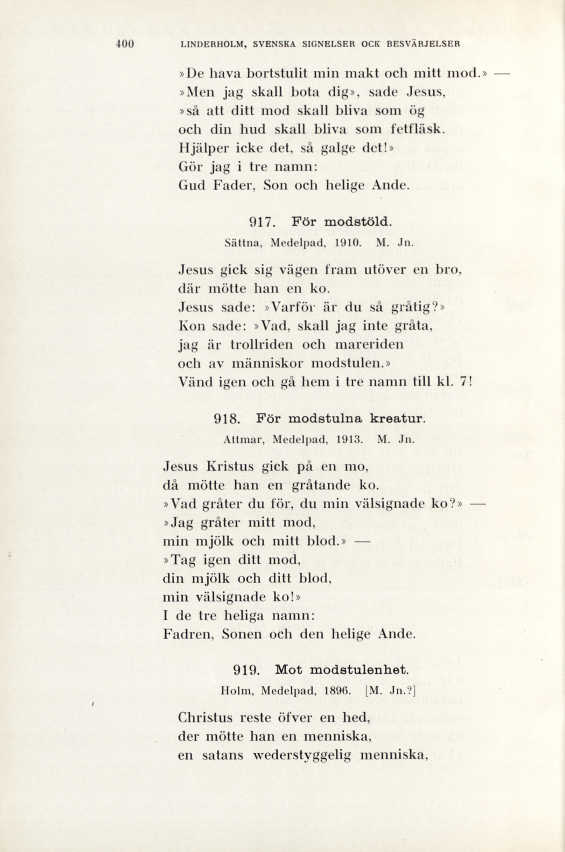 400 LINDERHOLM, SVENSKA SIGNELSER OCK BESVÄRJELSER
»De hava bortstulit min makt och mitt mod.» —
»Men jag skall bota dig», sade Jesus,
»så att ditt mod skall bliva som ög
och din hud skall bliva som fetfläsk.
Hjälper icke det, så galge det!»
Gör jag i tre namn:
Gud Fader, Son och helige Ande.
917. För modstöld.
Sättna, Medelpad, 1910. M. Jn.
Jesus gick sig vägen fram utöver en bro,
där mötte han en ko.
Jesus sade: »Varför är du så gråtig?»
Kon sade: »Vad, skall jag inte gråta,
jag är trollriden och mareriden
och av människor modstulen.»
Vänd igen och gå hem i tre namn till kl. 7!
918. För modstulna kreatur.
Attmar, Medelpad, 1913. M. Jn.
Jesus Kristus gick på en mo,
då mötte han en gråtande ko.
»Vad gråter du för, du min välsignade ko?» —
»Jag gråter mitt mod,
min mjölk och mitt blod.» —
»Tag igen ditt mod,
din mjölk och ditt blod,
min välsignade ko!»
I de tre heliga namn:
Fadren, Sonen och den helige Ande.
919. Mot modstulenhet.
Holm, Medelpad, 1896. [M. Jn.?]
Christus reste öfver en hed,
der mötte han en menniska,
en satans wederstyggelig menniska,